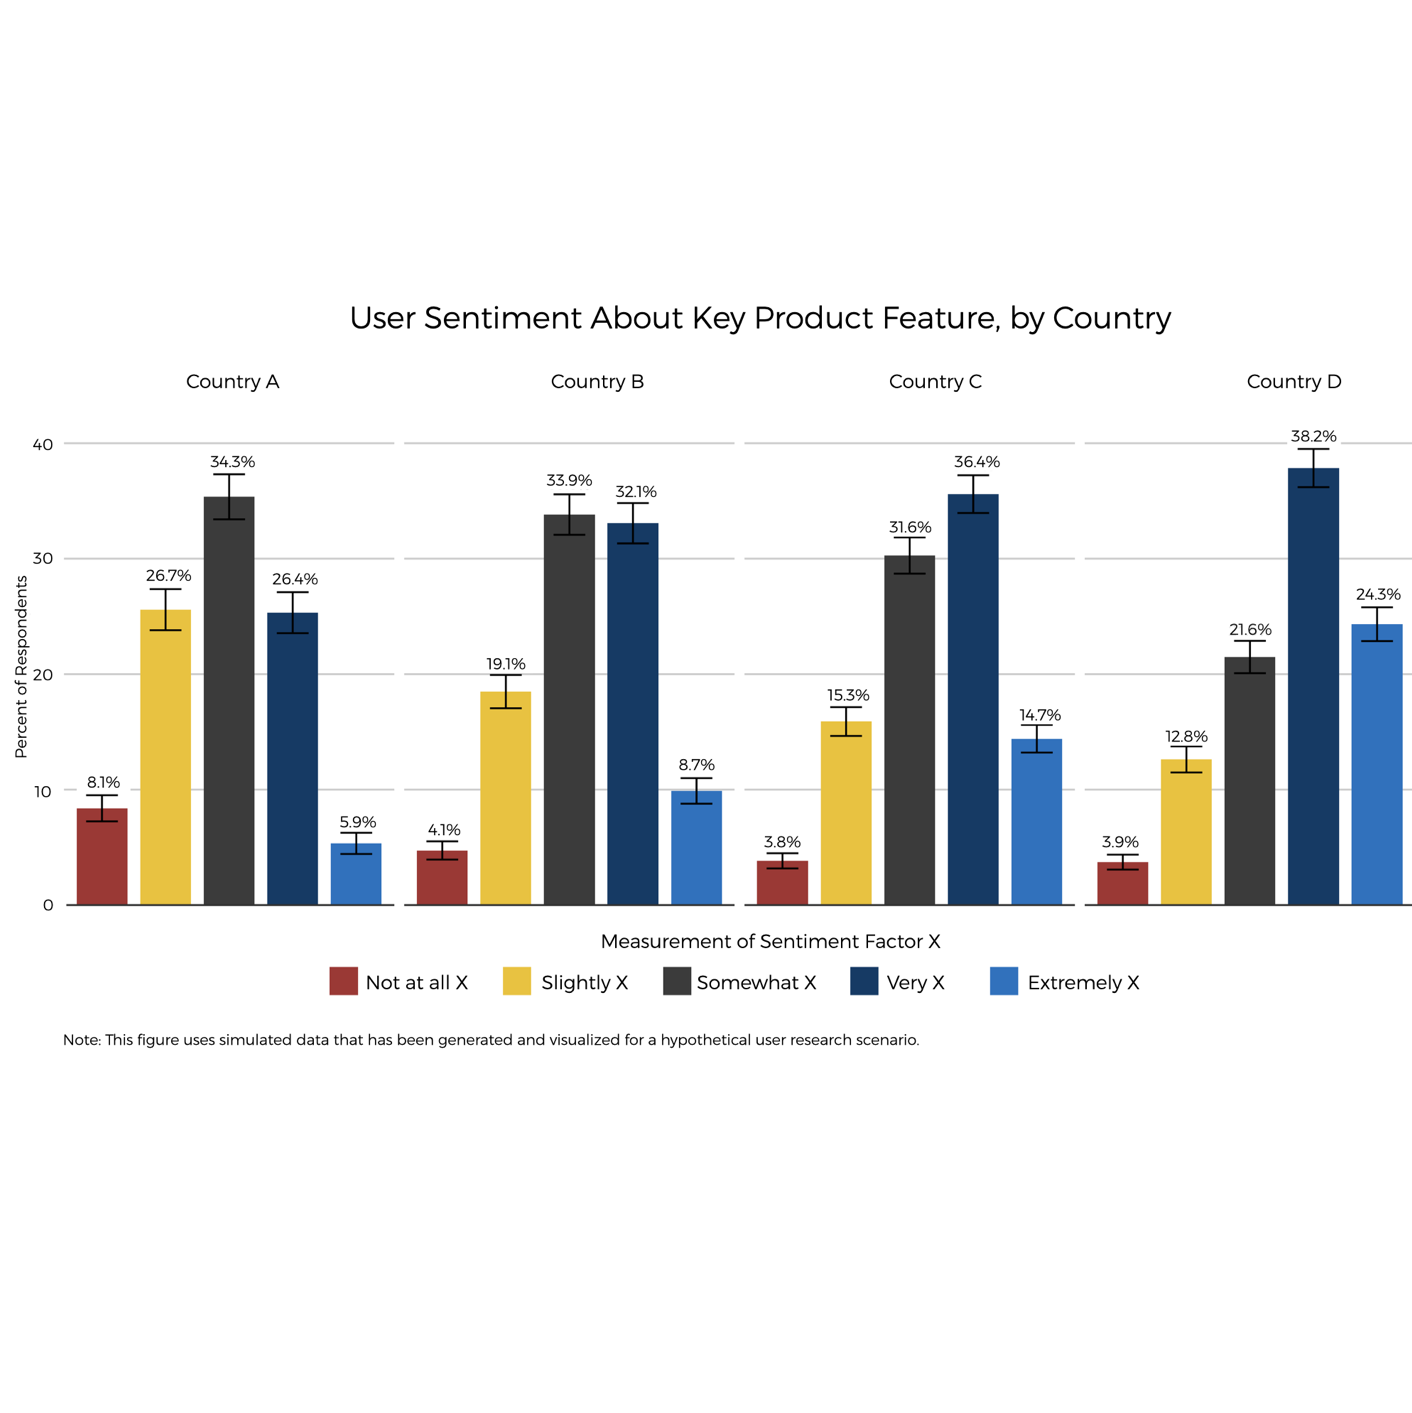 User Sentiment About Key Product Feature, by Country
Country A
Country B
Country C
Country D
Percent of Respondents
40
30
20
10
0
8.1%
26.7%
34.3%
26.4%
5.9%
4.1%
19.1%
33.9%
32.1%
8.7%
3.8%
15.3%
31.6%
36.4%
14.7%
3.9%
12.8%
21.6%
38.2%
24.3%
Measurement of Sentiment Factor X
Not at all X
Slightly X
Somewhat X
Very X
Extremely X
Note: This figure uses simulated data that has been generated and visualized for a hypothetical user research scenario.